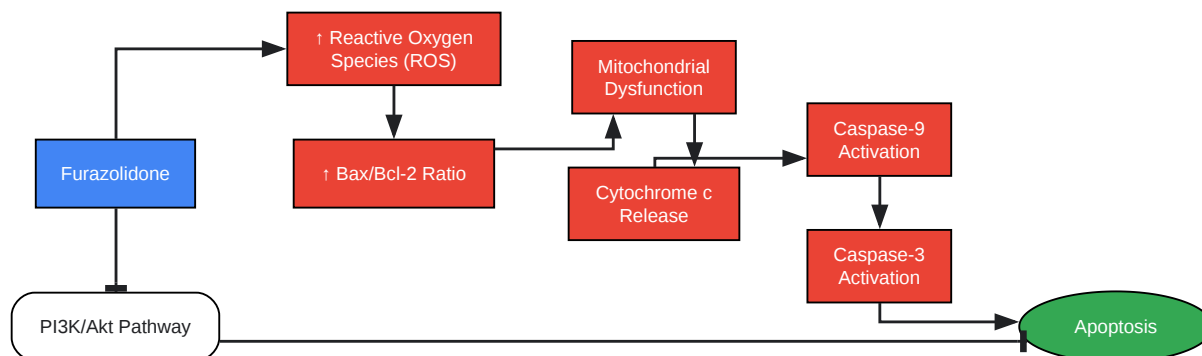 ↑ Reactive Oxygen
Species (ROS)
Mitochondrial
Dysfunction
Caspase-9
Activation
Furazolidone
↑ Bax/Bcl-2 Ratio
Cytochrome c
Release
Caspase-3
Activation
PI3K/Akt Pathway
Apoptosis